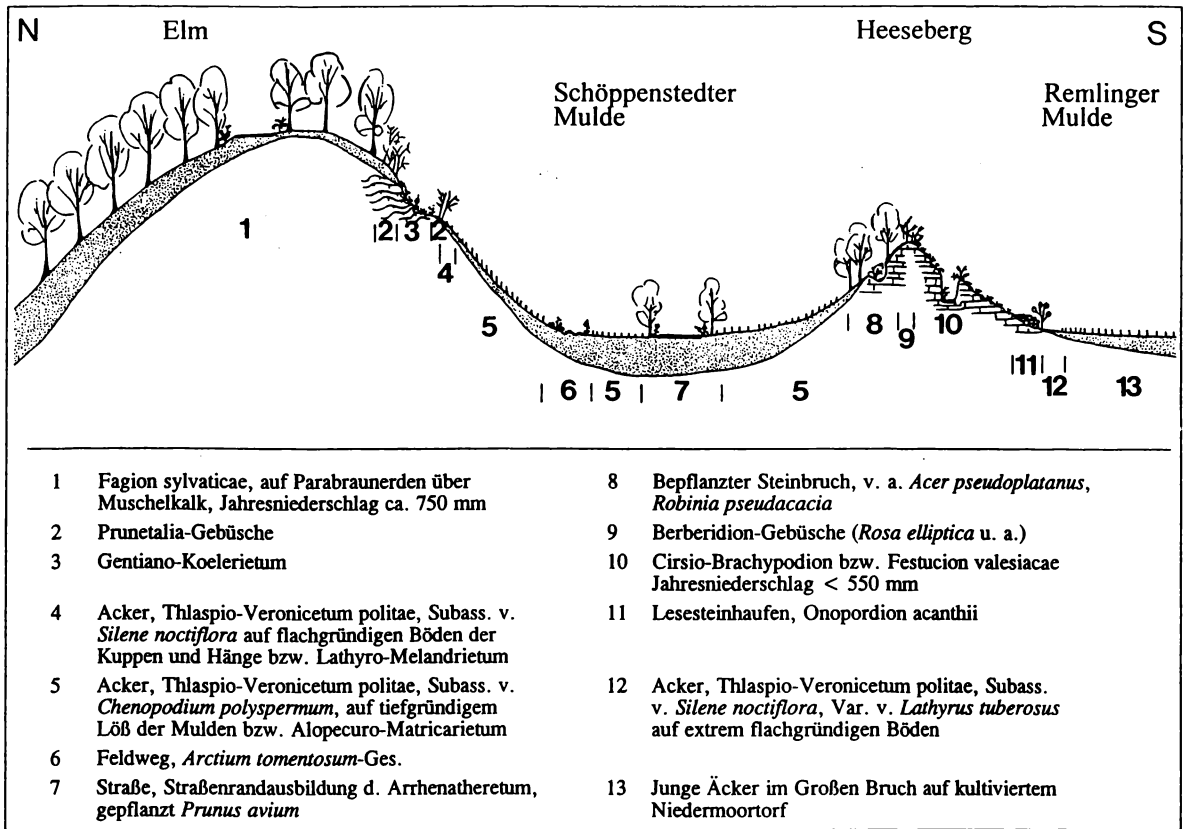 N Elm Heeseberg S
Schöppenstedter
Mulde
Remlinger
Mulde
1 |2| 3 2
| 4 |
5
| 6 | 5 | 7 |
5
| 8 | 9 | 10
|11| 12 | 13
1 Fagion sylvaticae, auf Parabraunerden über
Muschelkalk, Jahresniederschlag ca. 750 mm
2 Prunetalia-Gebüsche
3 Gentiano-Koelerietum
4 Acker, Thlaspio-Veronicetum politae, Subass. v.
Silene noctiflora auf flachgründigen Böden der
Kuppen und Hänge bzw. Lathyro-Melandrietum
5 Acker, Thlaspio-Veronicetum politae, Subass. v.
Chenopodium polyspermum, auf tiefgründigem
Löß der Mulden bzw. Alopecuro-Matricarietum
6 Feldweg, Arctium tomentosum-Ges.
7 Straße, Straßenrandausbildung d. Arrhenatheretum,
gepflanzt Prunus avium
8 Bepflanzter Steinbruch, v. a. Acer pseudoplatanus,
Robinia pseudacacia
9 Berberidion-Gebüsche (Rosa elliptica u. a.)
10 Cirsio-Brachypodion bzw. Festucion valesiacae
Jahresniederschlag < 550 mm
11 Lesesteinhaufen, Onopordion acanthii
12 Acker, Thlaspio-Veronicetum politae, Subass.
v. Silene noctiflora, Var. v. Lathyrus tuberosus
auf extrem flachgründigen Böden
13 Junge Äcker im Großen Bruch auf kultiviertem
Niedermoortorf